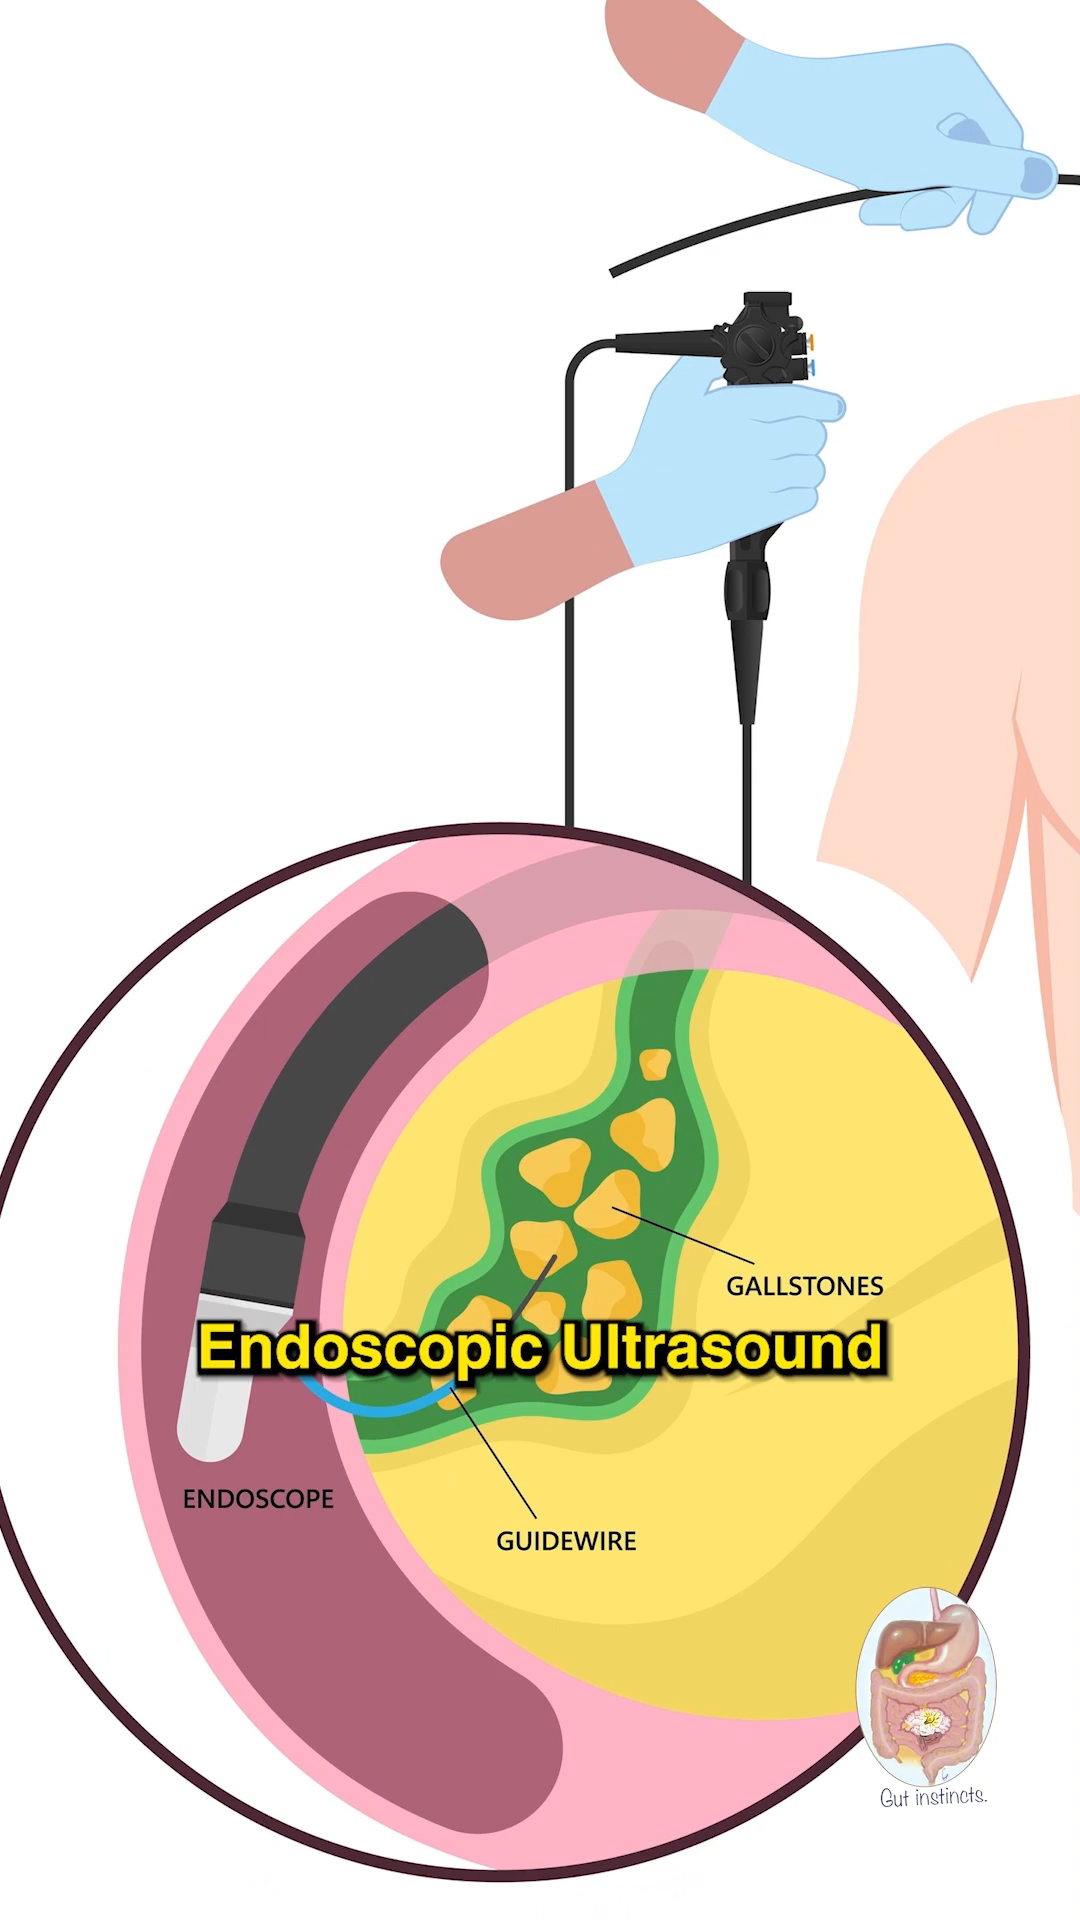 GALLSTONES
Endoscopic Ultrasound
ENDOSCOPE
GUIDEWIRE
Gut instincts.